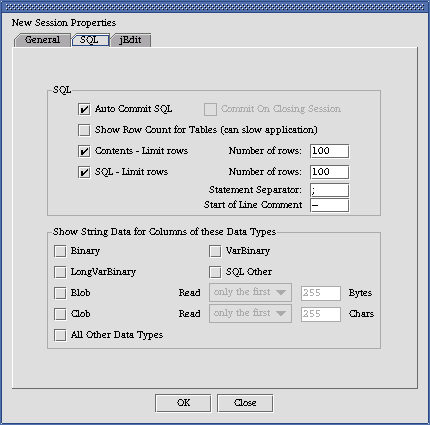 New Session Properties
General SQL jEdit
SQL
Auto Commit SQL Commit On Closing Session
Show Row Count for Tables (can slow application)
Contents - Limit rows Number of rows: 100
SQL - Limit rows Number of rows: 100
Statement Separator: ;
Start of Line Comment --
Show String Data for Columns of these Data Types
Binary VarBinary
LongVarBinary SQL Other
Blob Read only the first 255 Bytes
Clob Read only the first 255 Chars
All Other Data Types
OK Close